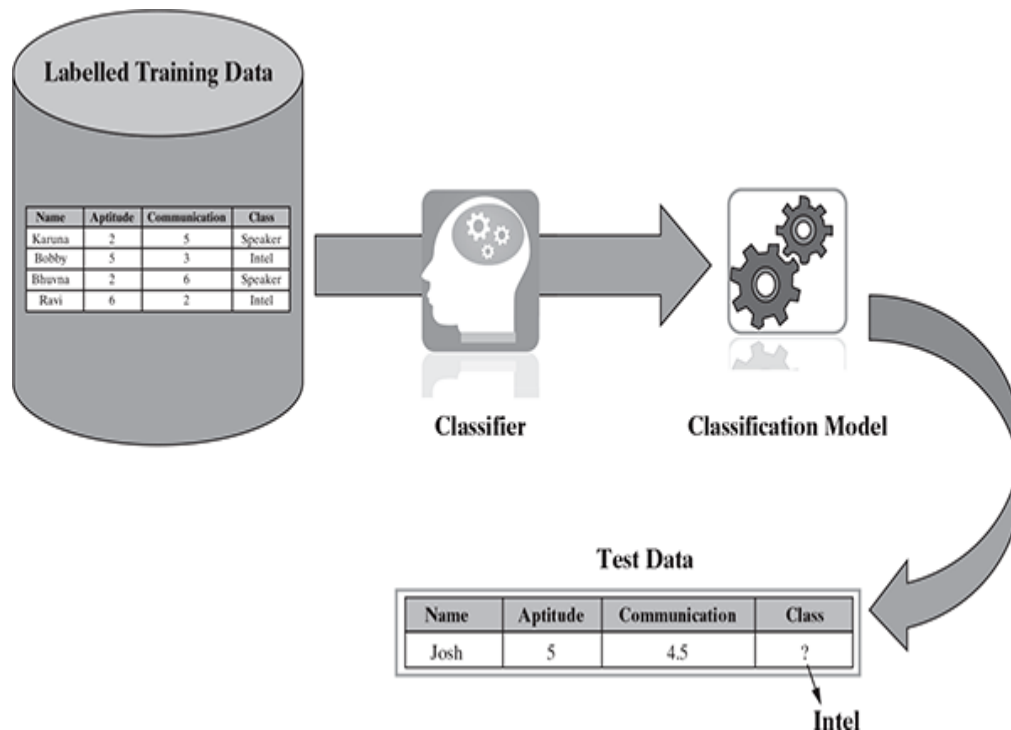 Labelled Training Data
Name Aptitude Communication Class
Karuna 2 5 Speaker
Bobby 5 3 Intel
Bhuvna 2 6 Speaker
Ravi 6 2 Intel
Classifier
Classification Model
Test Data
Name Aptitude Communication Class
Josh 5 4.5 ?
Intel